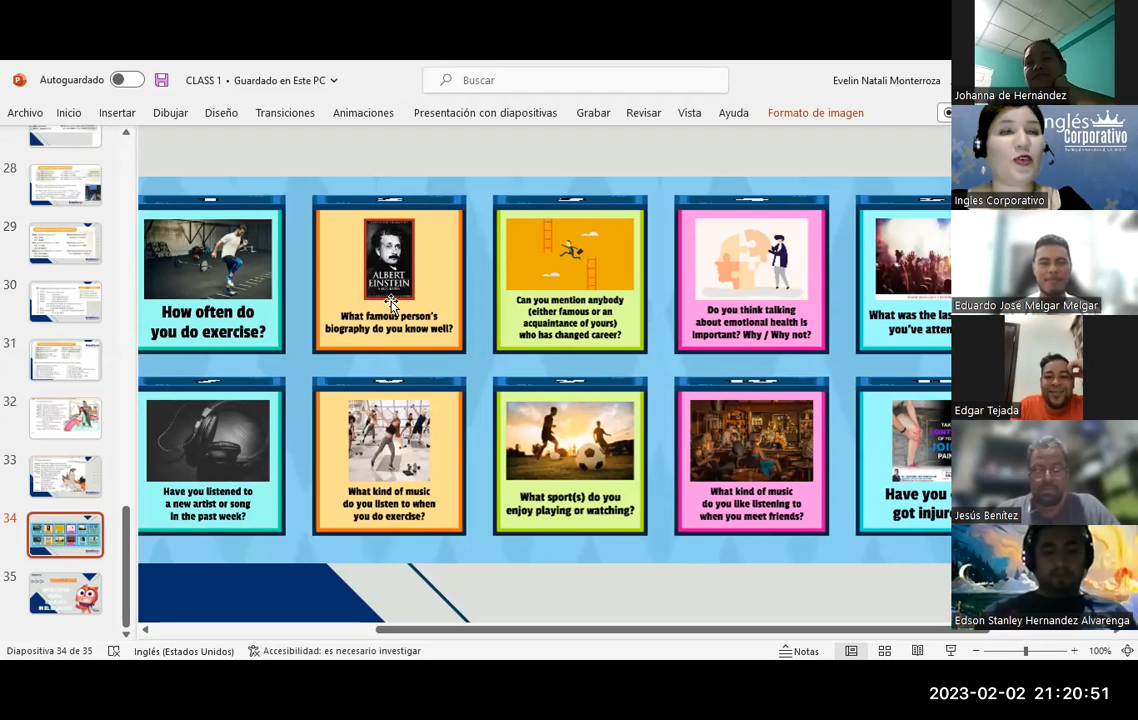 Autoguardado
CLASS 1 • Guardado en Este PC
Buscar
Evelin Natali Monterroza
Archivo Inicio Insertar Dibujar Diseño Transiciones Animaciones Presentación con diapositivas Grabar Revisar Vista Ayuda Formato de imagen
28
29
30
31
32
33
34
35
How often do
you do exercise?
ALBERT
EINSTEIN
What famous person's
biography do you know well?
Can you mention anybody
(either famous or an
acquaintance of yours)
who has changed career?
Do you think talking
about emotional health is
important? Why / Why not?
What was the las
you've atten
Have you listened to
a new artist or song
in the past week?
What kind of music
do you listen to when
you do exercise?
What sport(s) do you
enjoy playing or watching?
What kind of music
do you like listening to
when you meet friends?
Have you
got injur
Diapositiva 34 de 35
Inglés (Estados Unidos)
Accesibilidad: es necesario investigar
Notas
100%
Johanna de Hernández
nglés
Corporativo
Ingles Corporativo
Eduardo José Melgar Melgar
Edgar Tejada
Jesús Benítez
Edson Stanley Hernandez Alvarenga
2023-02-02 21:20:51